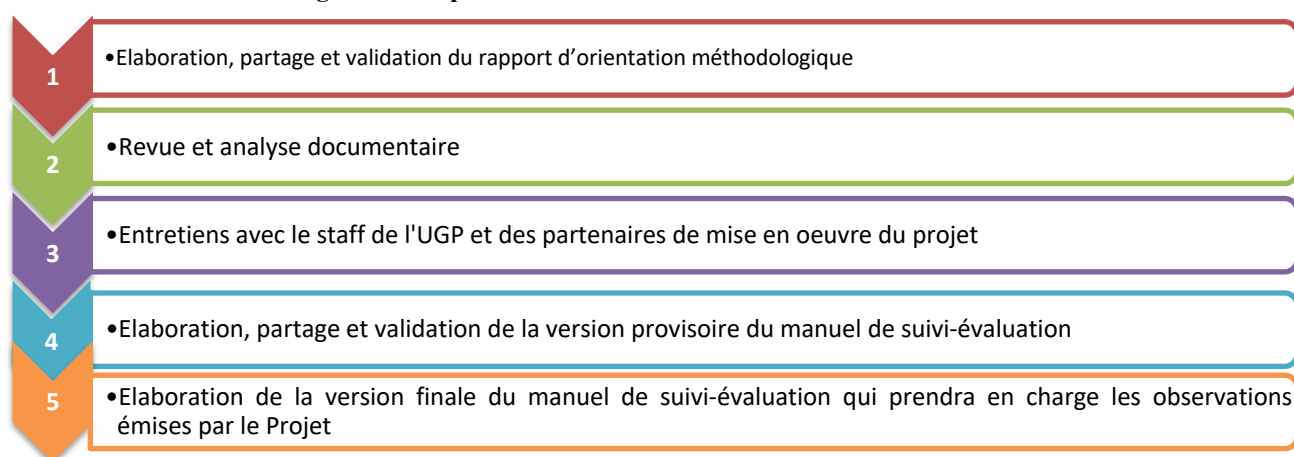 1
•Elaboration, partage et validation du rapport d’orientation méthodologique
2
•Revue et analyse documentaire
3
•Entretiens avec le staff de l'UGP et des partenaires de mise en oeuvre du projet
4
•Elaboration, partage et validation de la version provisoire du manuel de suivi-évaluation
5
•Elaboration de la version finale du manuel de suivi-évaluation qui prendra en charge les observations
émises par le Projet